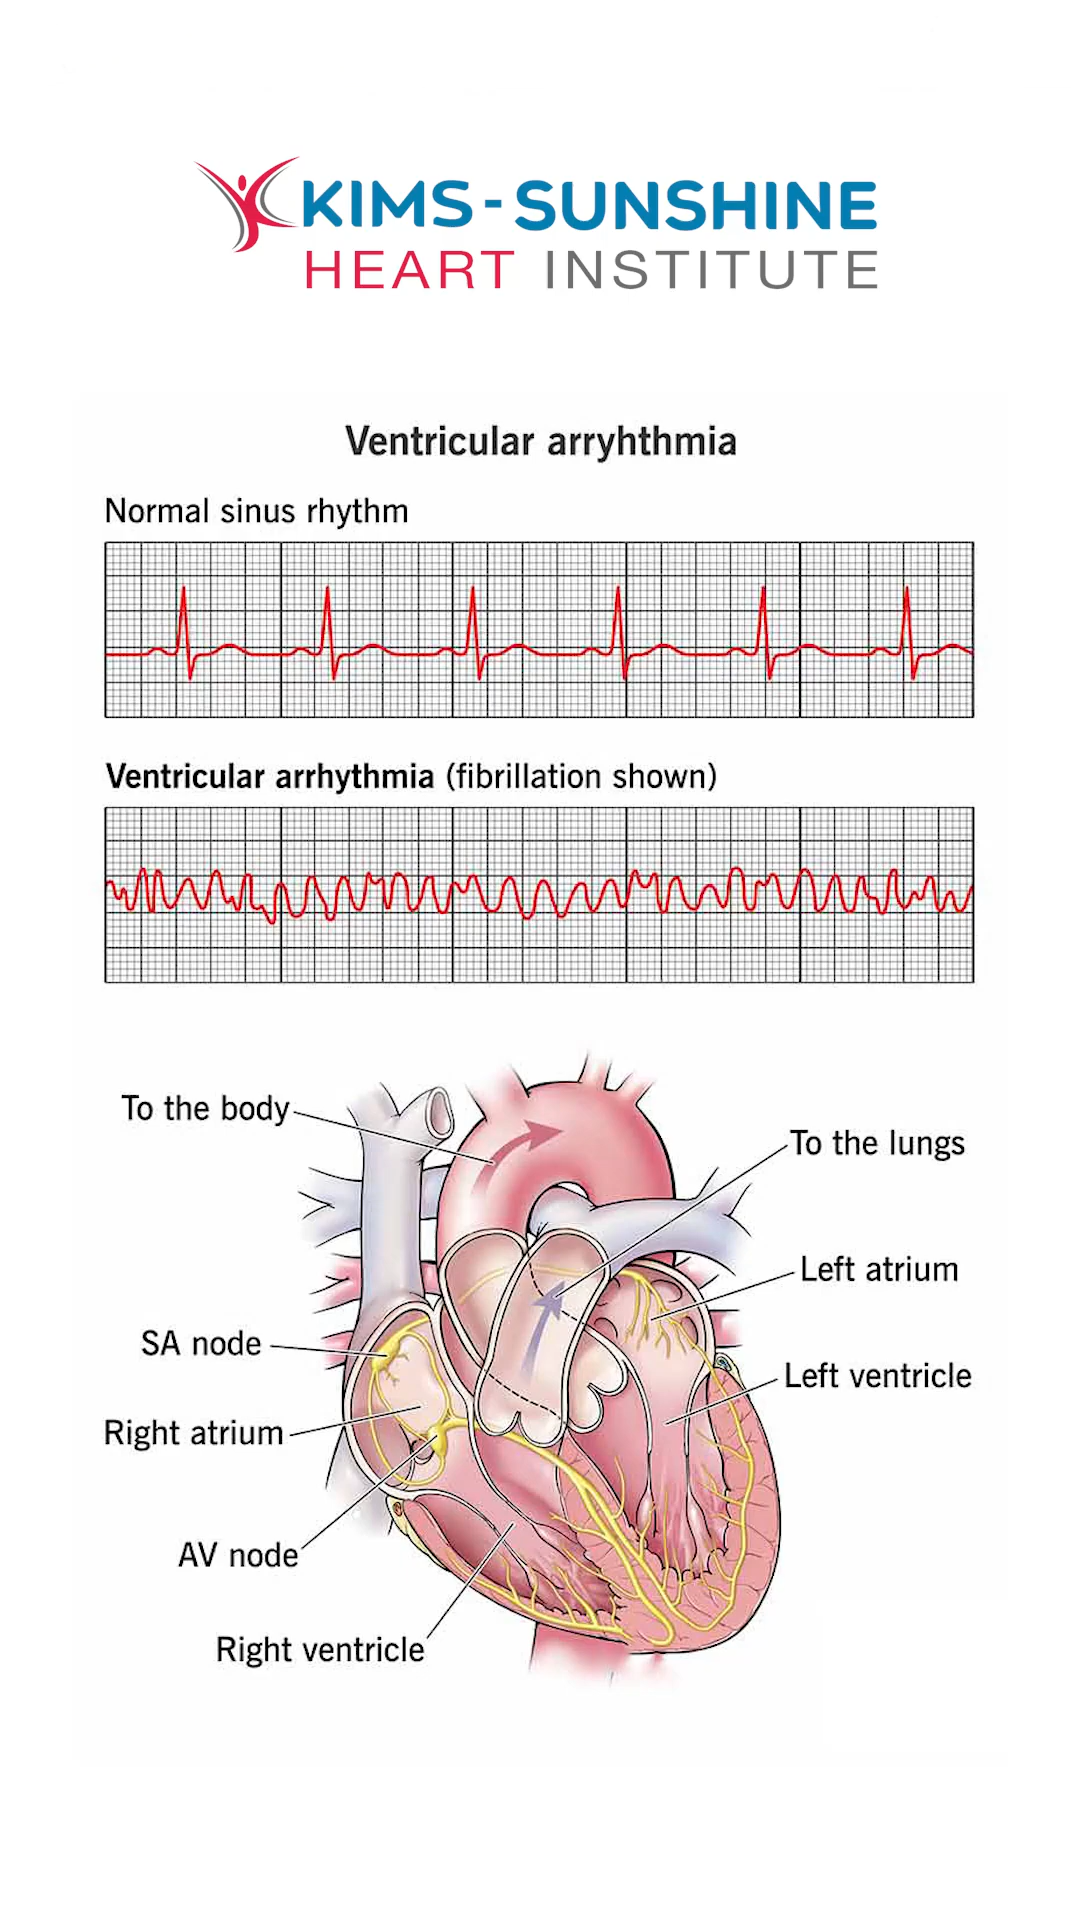 KIMS-SUNSHINE
HEART INSTITUTE
Ventricular arryhthmia
Normal sinus rhythm
Ventricular arrhythmia (fibrillation shown)
To the body
To the lungs
Left atrium
SA node
Left ventricle
Right atrium
AV node
Right ventricle